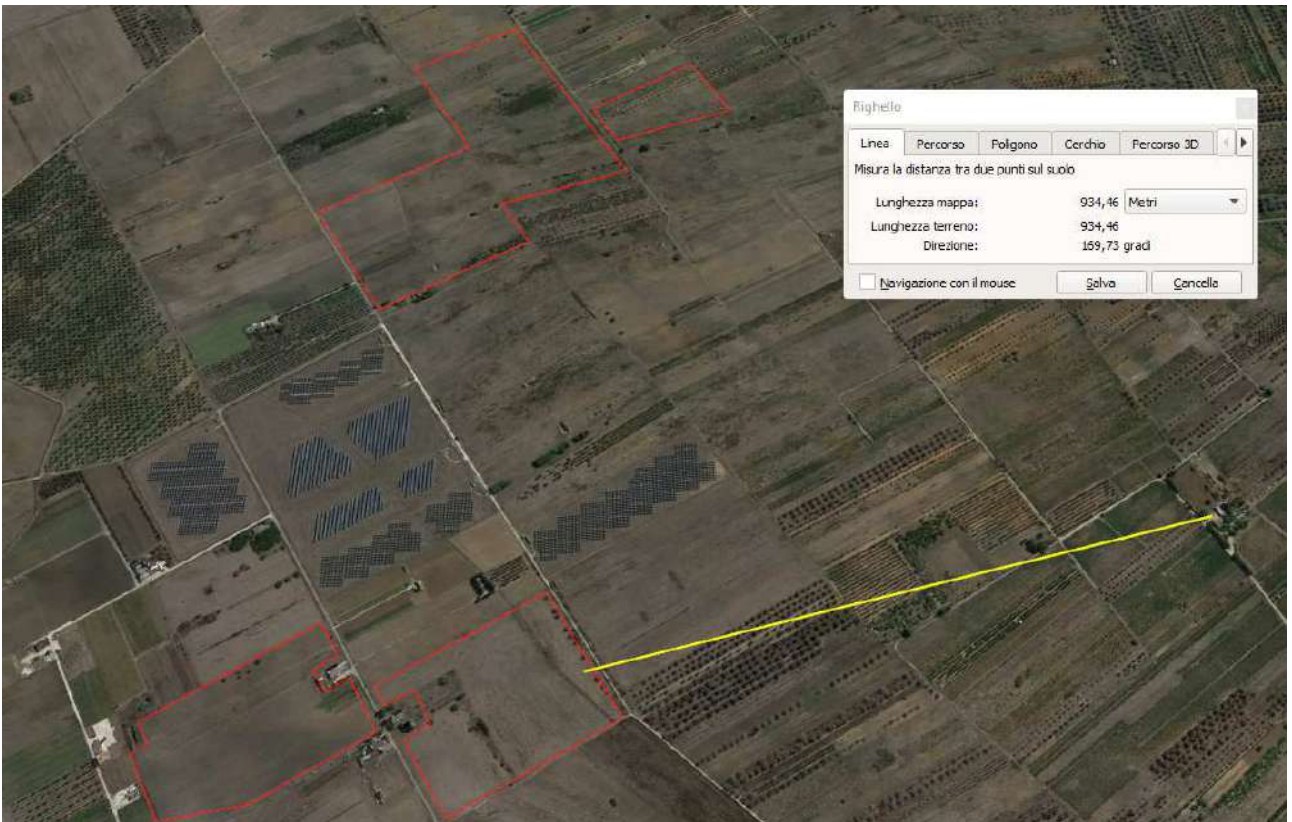 Righello
Linea Percorso Poligono Cerchio Percorso 3D
Misura la distanza tra due punti sul suolo
Lunghezza mappa: 934,46 Metri
Lunghezza terreno: 934,46
Direzione: 169,73 gradi
Navigazione con il mouse Salva Cancella